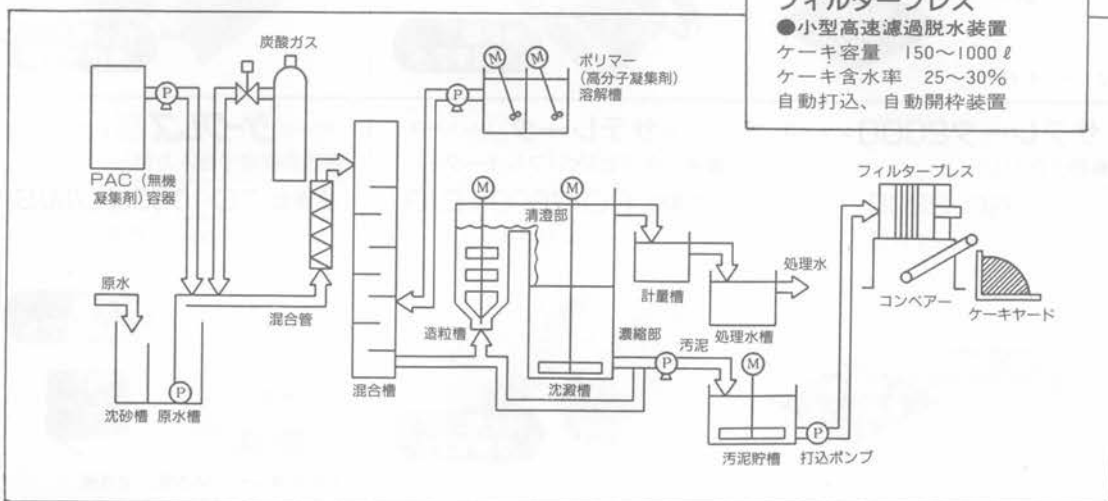 フィルタープレス
●小型高速濾過脱水装置
ケーキ容量 150〜1000ℓ
ケーキ含水率 25〜30%
自動打込、自動開枠装置
炭酸ガス
M
M
ポリマー
(高分子凝集剤)
溶解槽
P
P
PAC(無機
凝集剤)容器
原水
混合管
P
沈砂槽
原水槽
混合槽
M
清澄部
M
造粒槽
濃縮部
沈澱槽
計量槽
処理水
処理水槽
汚泥
P
M
汚泥貯槽
P
打込ポンプ
フィルタープレス
コンベアー
ケーキヤード